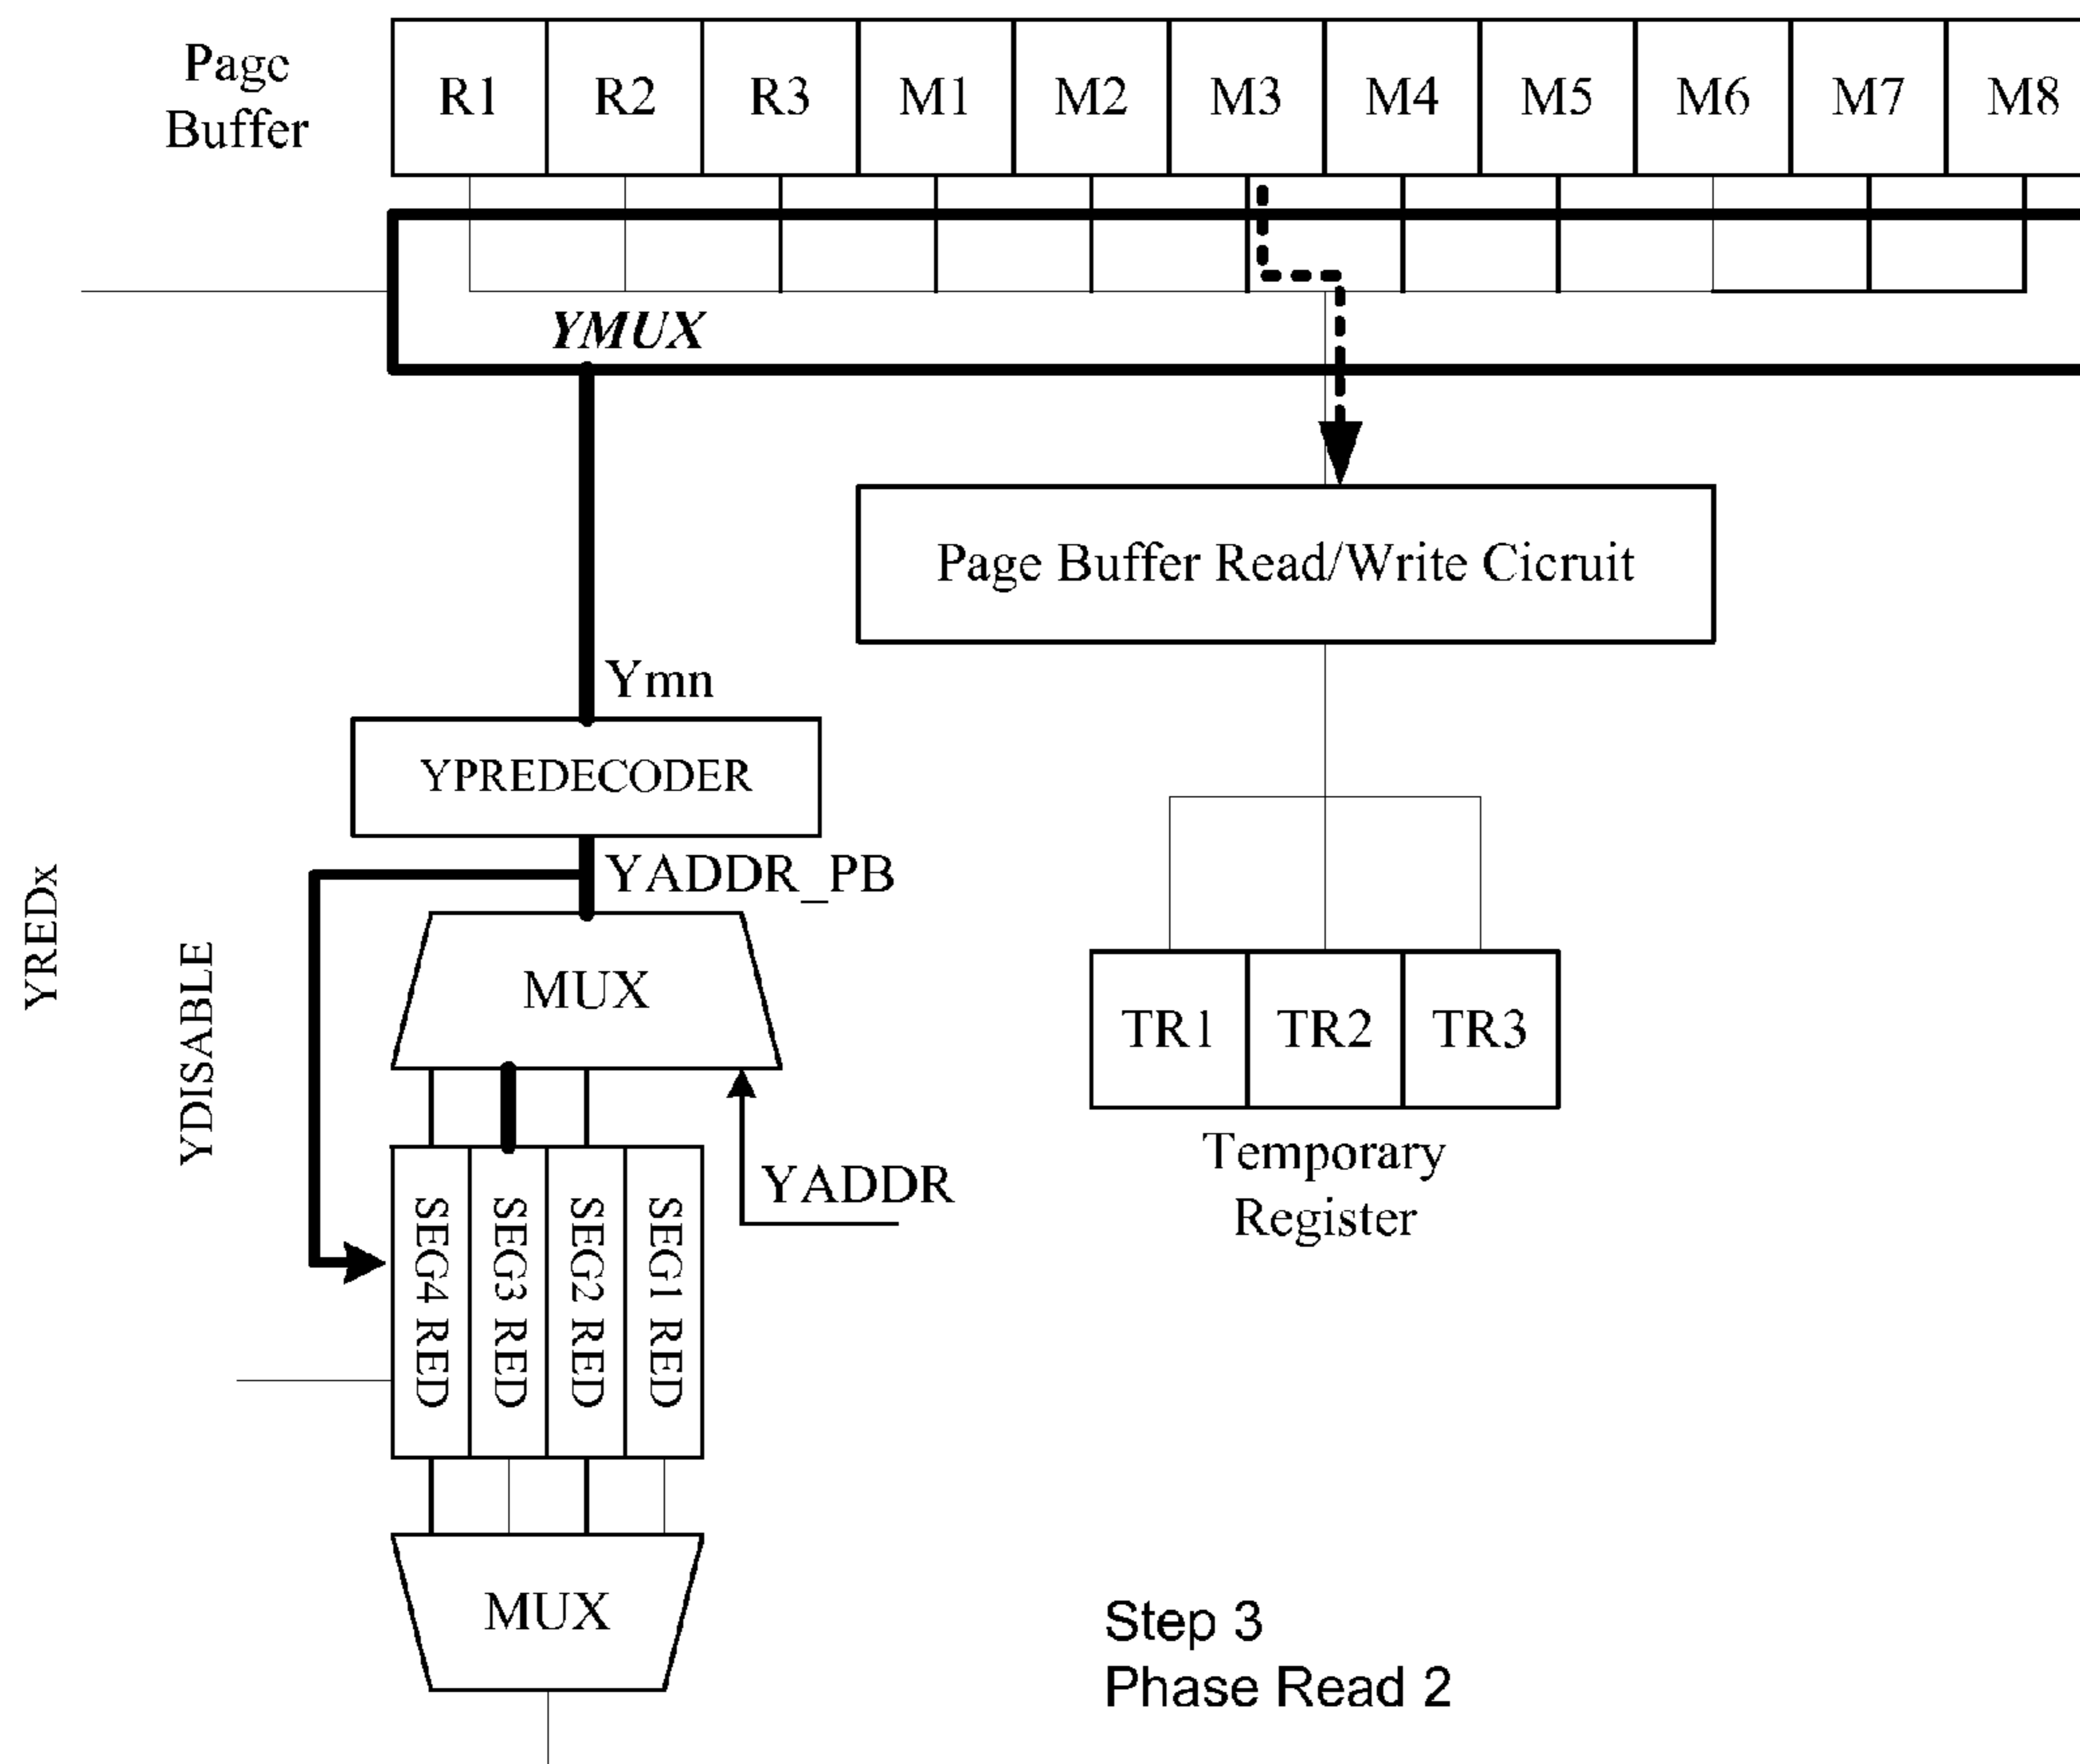 Page
Buffer
R1 R2 R3 M1 M2 M3 M4 M5 M6 M7 M8
YMUX
Page Buffer Read/Write Cicruit
Ymn
YPREDECODER
YADDR_PB
YREDx
YDISABLE
MUX
TR1 TR2 TR3
Temporary
Register
YADDR
SEG4 RED
SEG3 RED
SEG2 RED
SEG1 RED
MUX
Step 3
Phase Read 2